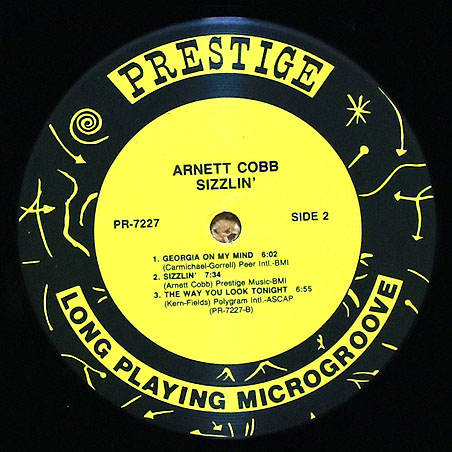 PRESTIGE
ARNETT COBB
SIZZLIN'
PR-7227 SIDE 2
1. GEORGIA ON MY MIND 6:02
(Carmichael-Gorrell) Peer Intl.-BMI
2. SIZZLIN' 7:34
(Arnett Cobb) Prestige Music-BMI
3. THE WAY YOU LOOK TONIGHT 6:55
(Kern-Fields) Polygram Intl.-ASCAP
(PR-7227-B)
LONG PLAYING MICROGROOVE